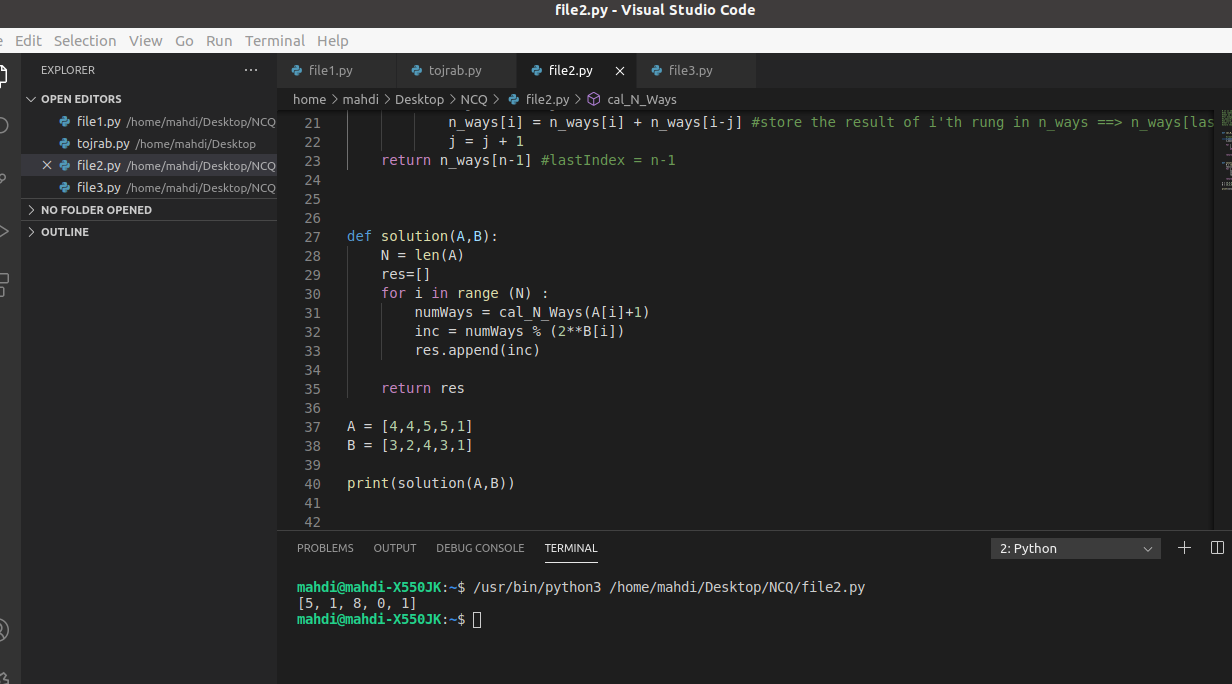 file2.py - Visual Studio Code
Edit Selection View Go Run Terminal Help
EXPLORER ···
OPEN EDITORS
file1.py /home/mahdi/Desktop/NCQ
tojrab.py /home/mahdi/Desktop
file2.py /home/mahdi/Desktop/NCQ
file3.py /home/mahdi/Desktop/NCQ
NO FOLDER OPENED
OUTLINE
file1.py tojrab.py file2.py file3.py
home > mahdi > Desktop > NCQ > file2.py > cal_N_Ways
21 n_ways[i] = n_ways[i] + n_ways[i-j] #store the result of i'th rung in n_ways ==> n_ways[las
22 j = j + 1
23 return n_ways[n-1] #lastIndex = n-1
24
25
26
27 def solution(A,B):
28 N = len(A)
29 res=[]
30 for i in range (N) :
31 numWays = cal_N_Ways(A[i]+1)
32 inc = numWays % (2**B[i])
33 res.append(inc)
34
35 return res
36
37 A = [4,4,5,5,1]
38 B = [3,2,4,3,1]
39
40 print(solution(A,B))
41
42
PROBLEMS OUTPUT DEBUG CONSOLE TERMINAL 2: Python
mahdi@mahdi-X550JK:~$ /usr/bin/python3 /home/mahdi/Desktop/NCQ/file2.py
[5, 1, 8, 0, 1]
mahdi@mahdi-X550JK:~$